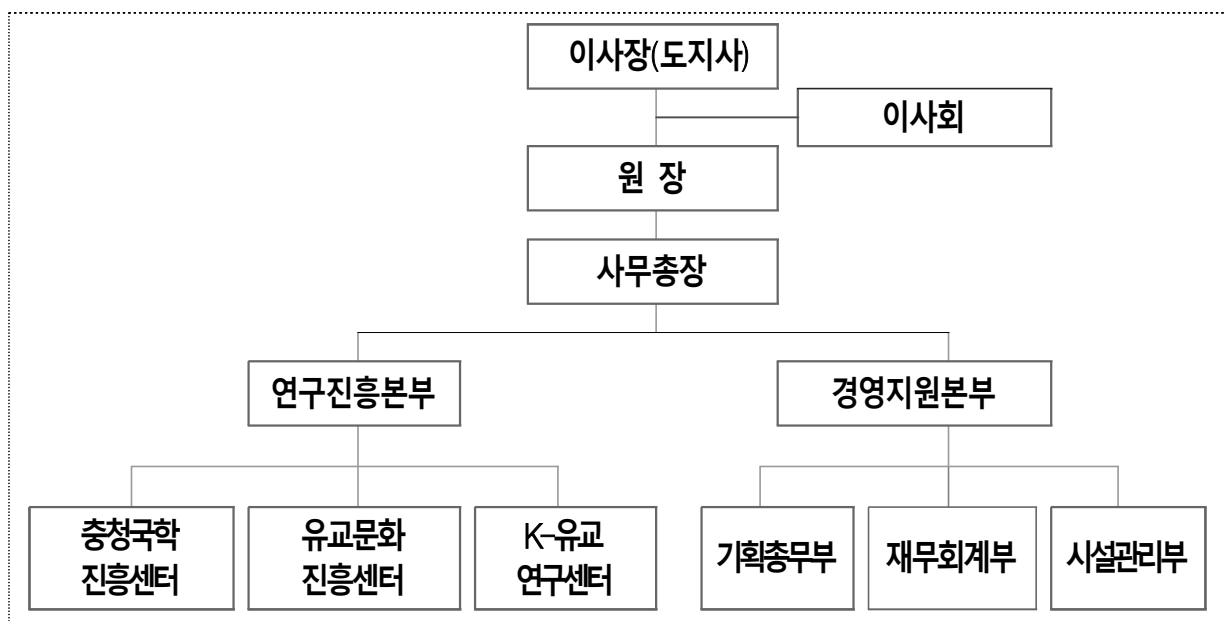 이사장(도지사)
이사회
원 장
사무총장
연구진흥본부
경영지원본부
충청국학
진흥센터
유교문화
진흥센터
K-유교
연구센터
기획총무부
재무회계부
시설관리부